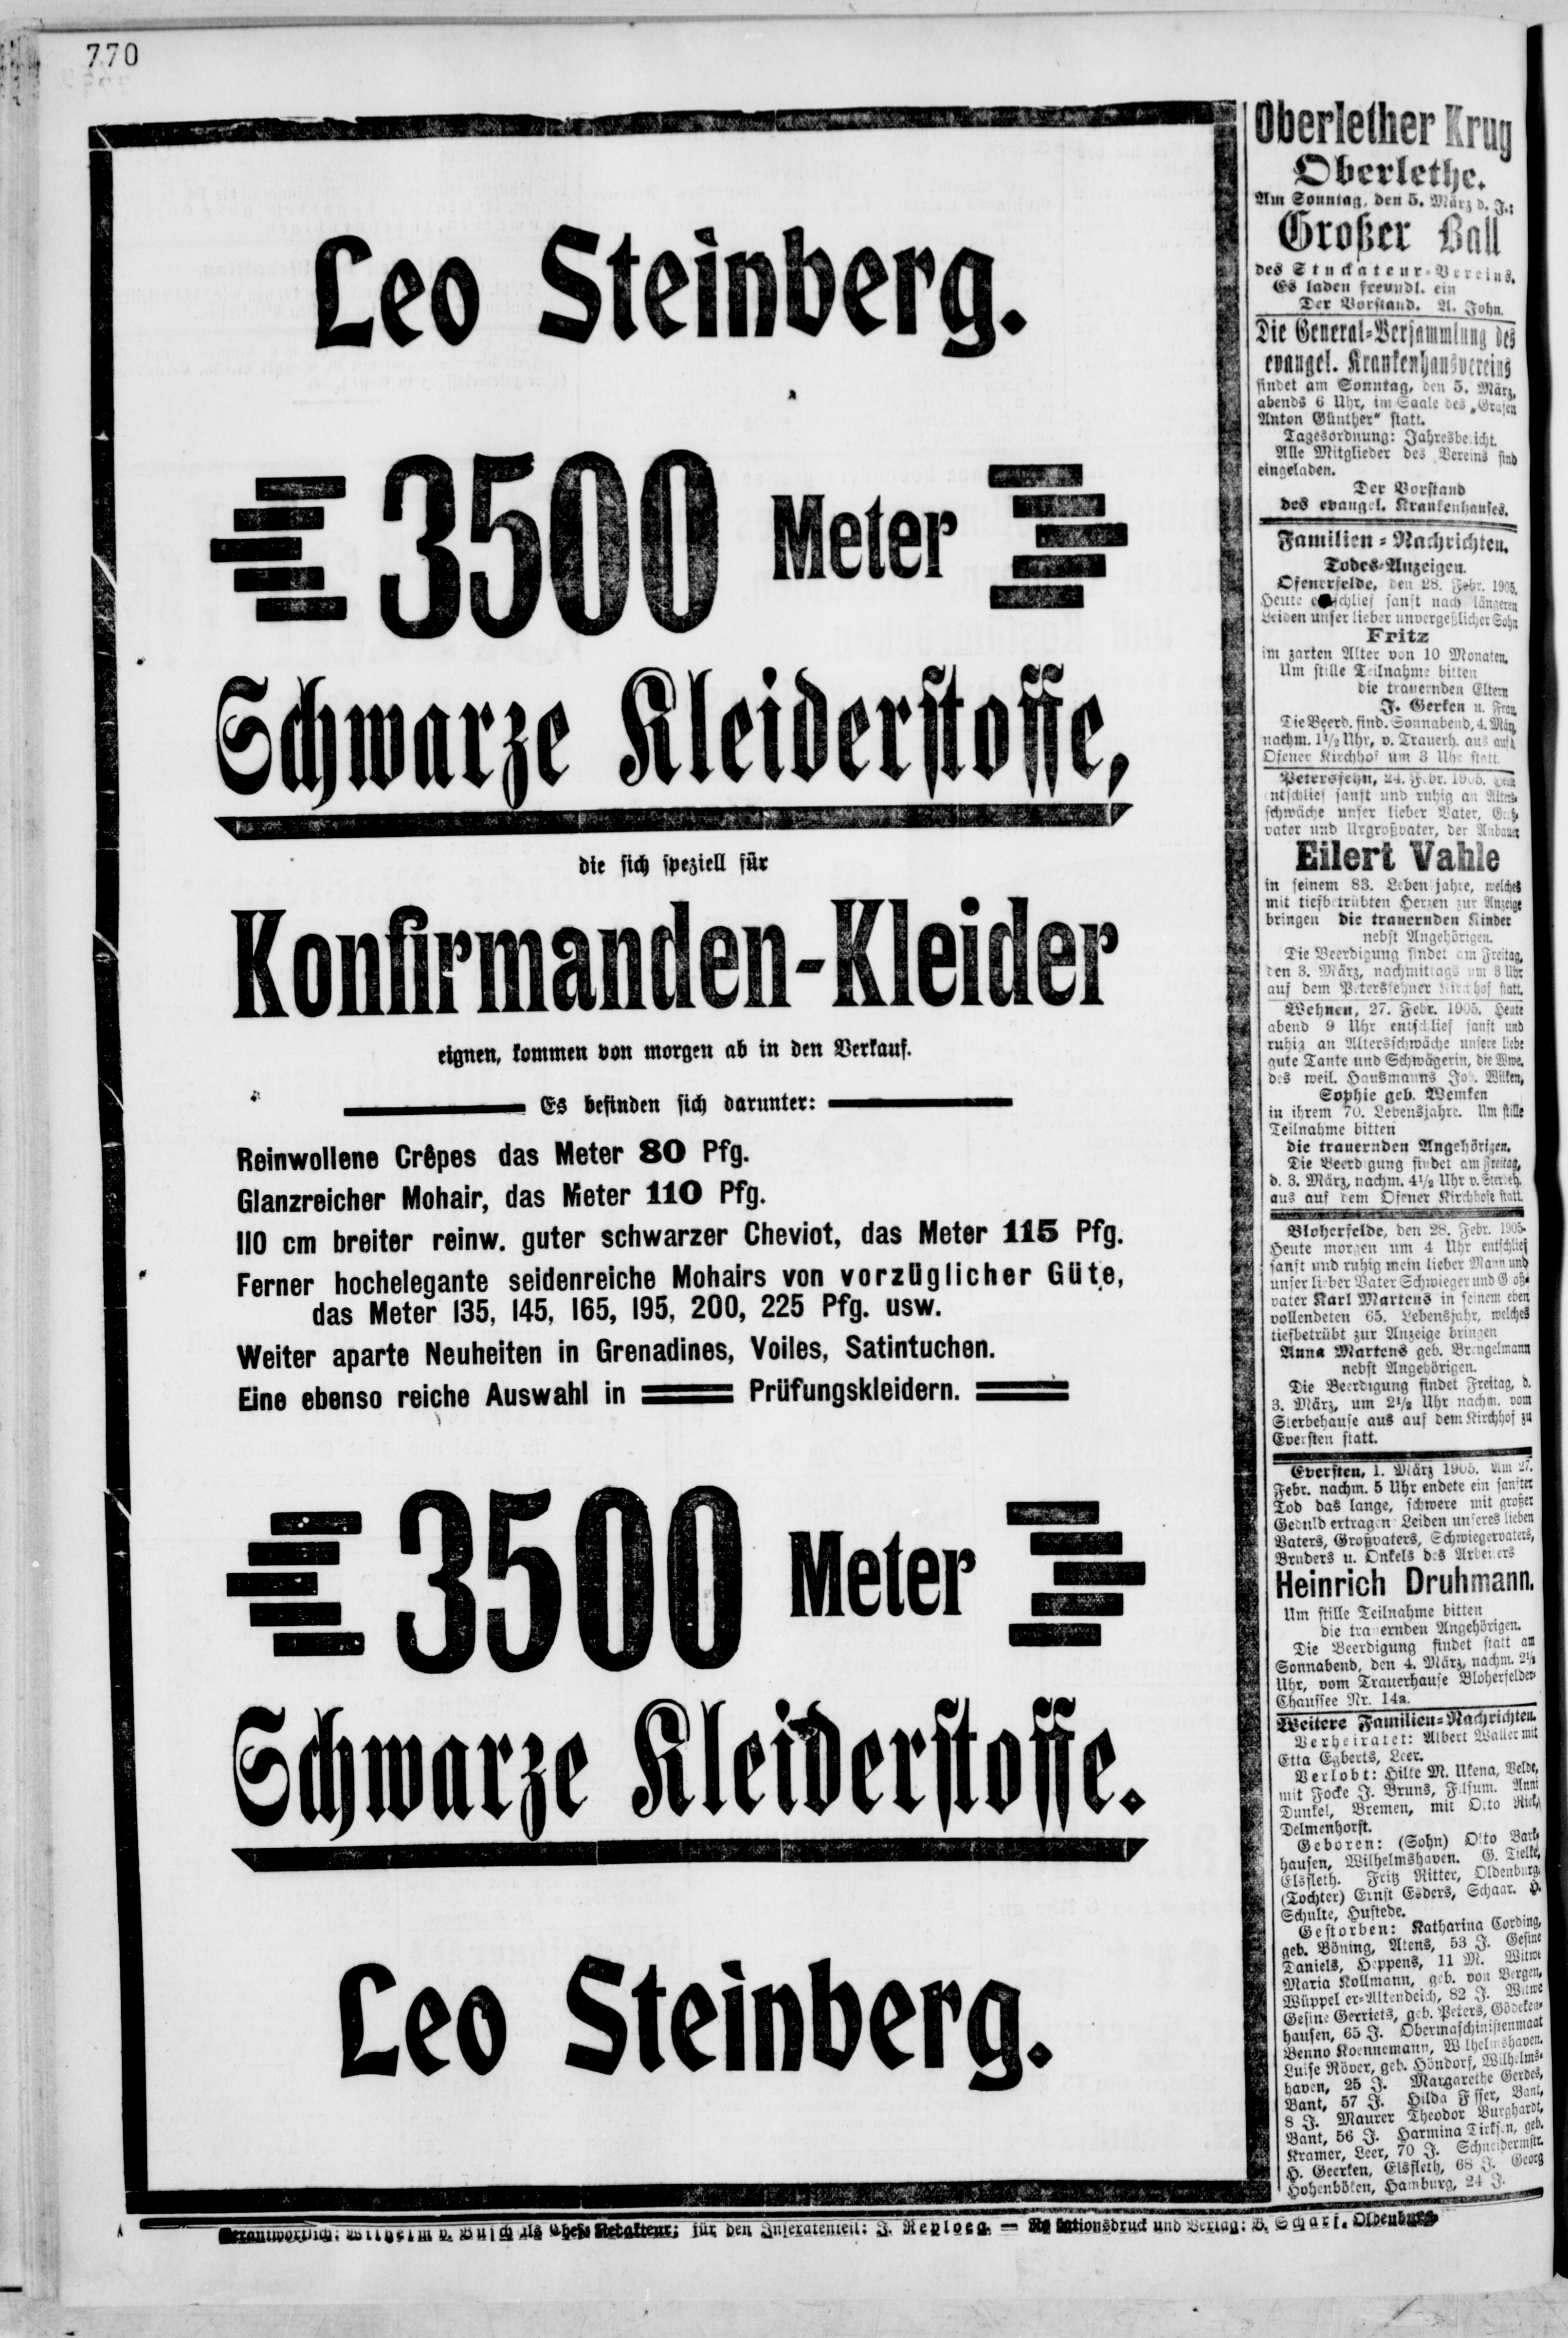 770
Leo Steinberg.
3500 Meter
Schwarze Kleiderstoffe,
die sich speziell für
Konfirmanden-Kleider
eignen, kommen von morgen ab in den Verkauf.
Es befinden sich darunter:
Reinwollene Crêpes das Meter 80 Pfg.
Glanzreicher Mohair, das Meter 110 Pfg.
110 cm breiter reinw. guter schwarzer Cheviot, das Meter 115 Pfg.
Ferner hochelegante seidenreiche Mohairs von vorzüglicher Güte,
das Meter 135, 145, 165, 195, 200, 225 Pfg. usw.
Weiter aparte Neuheiten in Grenadines, Voiles, Satintuchen.
Eine ebenso reiche Auswahl in Prüfungskleidern.
3500 Meter
Schwarze Kleiderstoffe.
Leo Steinberg.
Oberlether Krug
Oberlethe.
Am Sonntag, den 5. März d. J.:
Großer Ball
des Stuckateur-Vereins.
Es laden freundl. ein
Der Vorstand. A. John.
Die General-Versammlung des
evangel. Krankenhausvereins
findet am Sonntag, den 5. März,
abends 6 Uhr, im Saale des „Grafen
Anton Günther" statt.
Tagesordnung: Jahresbericht.
Alle Mitglieder des Vereins sind
eingeladen.
Der Vorstand
des evangel. Krankenhauses.
Familien-Nachrichten.
Todes-Anzeigen.
Ofenerfelde, den 28. Febr. 1905.
Heute entschlief sanft nach längeren
Leiden unser lieber unvergeßlicher Sohn
Fritz
im zarten Alter von 10 Monaten.
Um stille Teilnahme bitten
die trauernden Eltern
J. Gerken u. Frau.
Die Beerd. find. Sonnabend, 4. März,
nachm. 1½ Uhr, v. Trauerh. aus auf d.
Ofener Kirchhof um 3 Uhr statt.
Petersfehn, 24. Febr. 1905.
entschlief sanft und ruhig an Alters-
schwäche unser lieber Vater, Groß-
vater und Urgroßvater, der Anbauer
Eilert Vahle
in seinem 83. Lebensjahre, welches
mit tiefbetrübten Herzen zur Anzeige
bringen die trauernden Kinder
nebst Angehörigen.
Die Beerdigung findet am Freitag,
den 3. März, nachmittags um 3 Uhr
auf dem Petersfehner Kirchhof statt.
Wehnen, 27. Febr. 1905. Heute
abend 9 Uhr entschlief sanft und
ruhig an Altersschwäche unsere liebe
gute Tante und Schwägerin, die Wwe.
des weil. Hausmanns Joh. Wilken,
Sophie geb. Wemken
in ihrem 70. Lebensjahre. Um stille
Teilnahme bitten
die trauernden Angehörigen.
Die Beerdigung findet am Freitag,
d. 3. März, nachm. 4½ Uhr v. Sterbeh.
aus auf dem Ofener Kirchhofe statt.
Bloherfelde, den 28. Febr. 1905.
Heute morgen um 4 Uhr entschlief
sanft und ruhig mein lieber Mann und
unser lieber Vater Schwieger und Groß-
vater Karl Martens in seinem eben
vollendeten 65. Lebensjahr, welches
tiefbetrübt zur Anzeige bringen
Anna Martens geb. Brengelmann
nebst Angehörigen.
Die Beerdigung findet Freitag, d.
3. März, um 2½ Uhr nachm. vom
Sterbehause aus auf dem Kirchhof zu
Eversten statt.
Eversten, 1. März 1905. Am 27.
Febr. nachm. 5 Uhr endete ein sanfter
Tod das lange, schwere mit großer
Geduld ertragen Leiden unseres lieben
Vaters, Großvaters, Schwiegervaters,
Bruders u. Onkels des Arbeiters
Heinrich Druhmann.
Um stille Teilnahme bitten
die trauernden Angehörigen.
Die Beerdigung findet statt am
Sonnabend, den 4. März, nachm. 2½
Uhr, vom Trauerhause Bloherfelder-
Chaussee Nr. 14a.
Weitere Familien-Nachrichten.
Verheiratet: Albert Waller mit
Etta Egberts, Leer.
Verlobt: Hilte M. Ukena, Velde,
mit Focke J. Bruns, Filsum. Anni
Dunkel, Bremen, mit Otto
Delmenhorst.
Geboren: (Sohn) Otto Bark-
hausen, Wilhelmshaven. G. Tielke,
Elsfleth. Fritz Ritter, Oldenburg.
(Tochter) Ernst Esders, Schaar. H.
Schulte, Hustede.
Gestorben: Katharina Cording,
geb. Böning, Atens, 53 J. Gesine
Daniels, Heppens, 11 M. Witwe
Maria Kollmann, geb. von Bergen,
Wüppel er-Altendeich, 82 J. Witwe
Gesine Gerriets, geb. Peters, Gödeken-
hausen, 65 J. Obermaschinistenmaat
Benno Koennemann, Wilhelmshaven.
Luise Röver, geb. Höndorf, Wilhelms-
haven, 25 J. Margarethe Gerdes,
Bant, 57 J. Hilda Bant,
8 J. Maurer Theodor Burghardt,
Bant, 56 J. Harmina Dirksen, geb.
Kramer, Leer, 70 J. Schneidermstr.
H. Geerken, Elsfleth, 68 J. Georg
Hohenböken, Hamburg, 24 J.
Verantwortlich: Wilhelm v. Busch als Chef-Redakteur; für den Inseratenteil: J. Reploeg. — Rotationsdruck und Verlag: B. Scharf, Oldenburg.